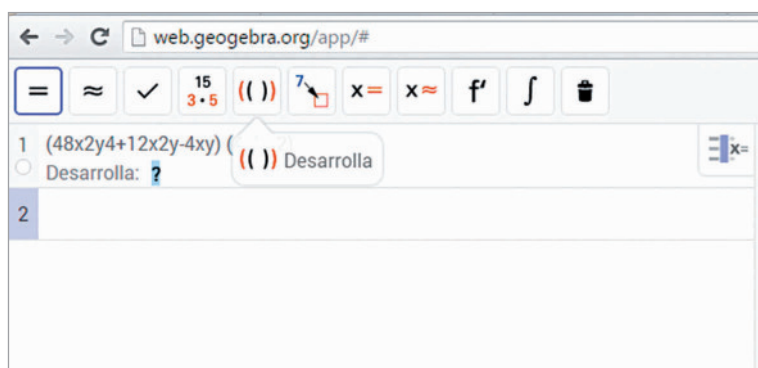 web.geogebra.org/app/#
= ≈ ✓ 15 3•5 (( )) 7 x= x≈ f′ ∫
1 (48x2y4+12x2y-4xy) (
(( )) Desarrolla
x=
Desarrolla: ?
2